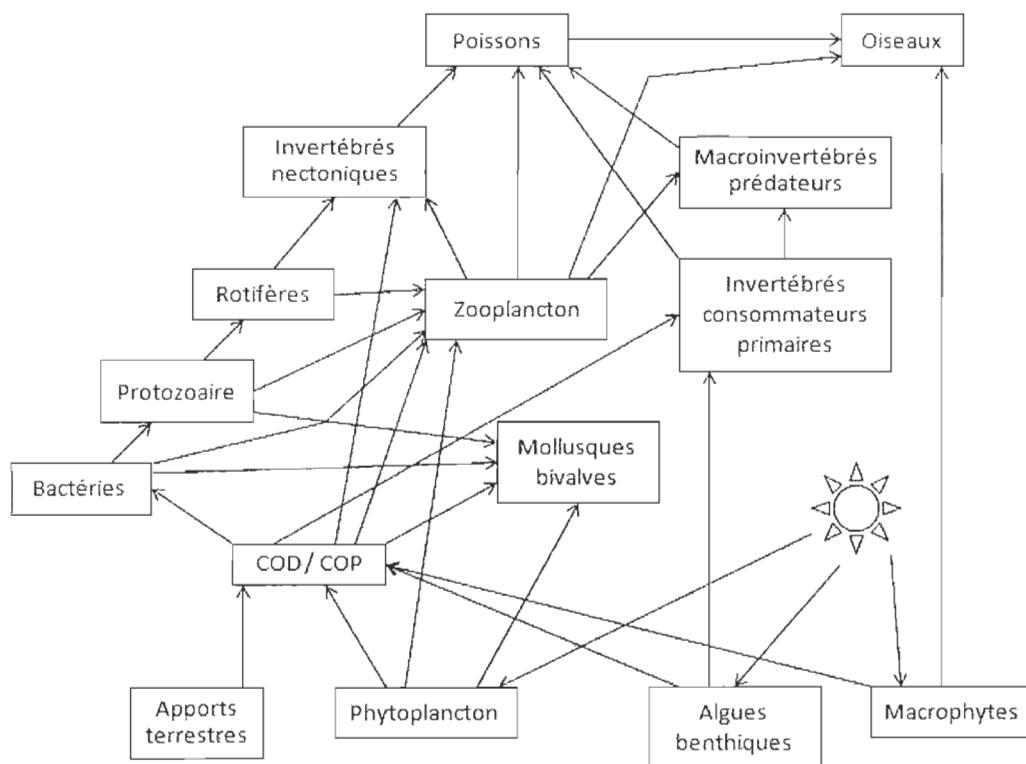 Poissons
Oiseaux
Invertébrés
nectoniques
Macroinvertébrés
prédateurs
Rotifères
Zooplancton
Invertébrés
consommateurs
primaires
Protozoaire
Mollusques
bivalves
Bactéries
COD / COP
Apports
terrestres
Phytoplancton
Algues
benthiques
Macrophytes